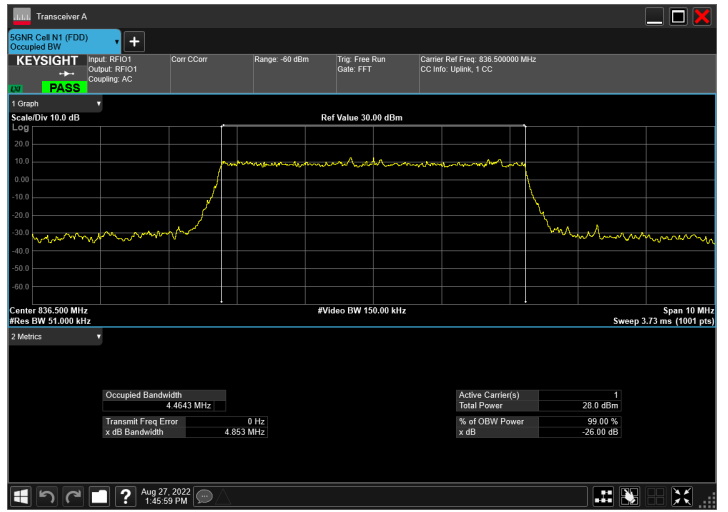 Transceiver A
5GNR Cell N1 (FDD)
Occupied BW
KEYSIGHT
LXI
PASS
Input: RFIO1
Output: RFIO1
Coupling: AC
Corr CCorr
Range: -60 dBm
Trig: Free Run
Gate: FFT
Carrier Ref Freq: 836.500000 MHz
CC Info: Uplink, 1 CC
1 Graph
Scale/Div 10.0 dB
Ref Value 30.00 dBm
Log
20.0
10.0
0.00
-10.0
-20.0
-30.0
-40.0
-50.0
-60.0
Center 836.500 MHz
#Video BW 150.00 kHz
Span 10 MHz
#Res BW 51.000 kHz
Sweep 3.73 ms (1001 pts)
2 Metrics
Occupied Bandwidth
4.4643 MHz
Transmit Freq Error 0 Hz
x dB Bandwidth 4.853 MHz
Active Carrier(s) 1
Total Power 28.0 dBm
% of OBW Power 99.00 %
x dB -26.00 dB
?
Aug 27, 2022
1:45:59 PM